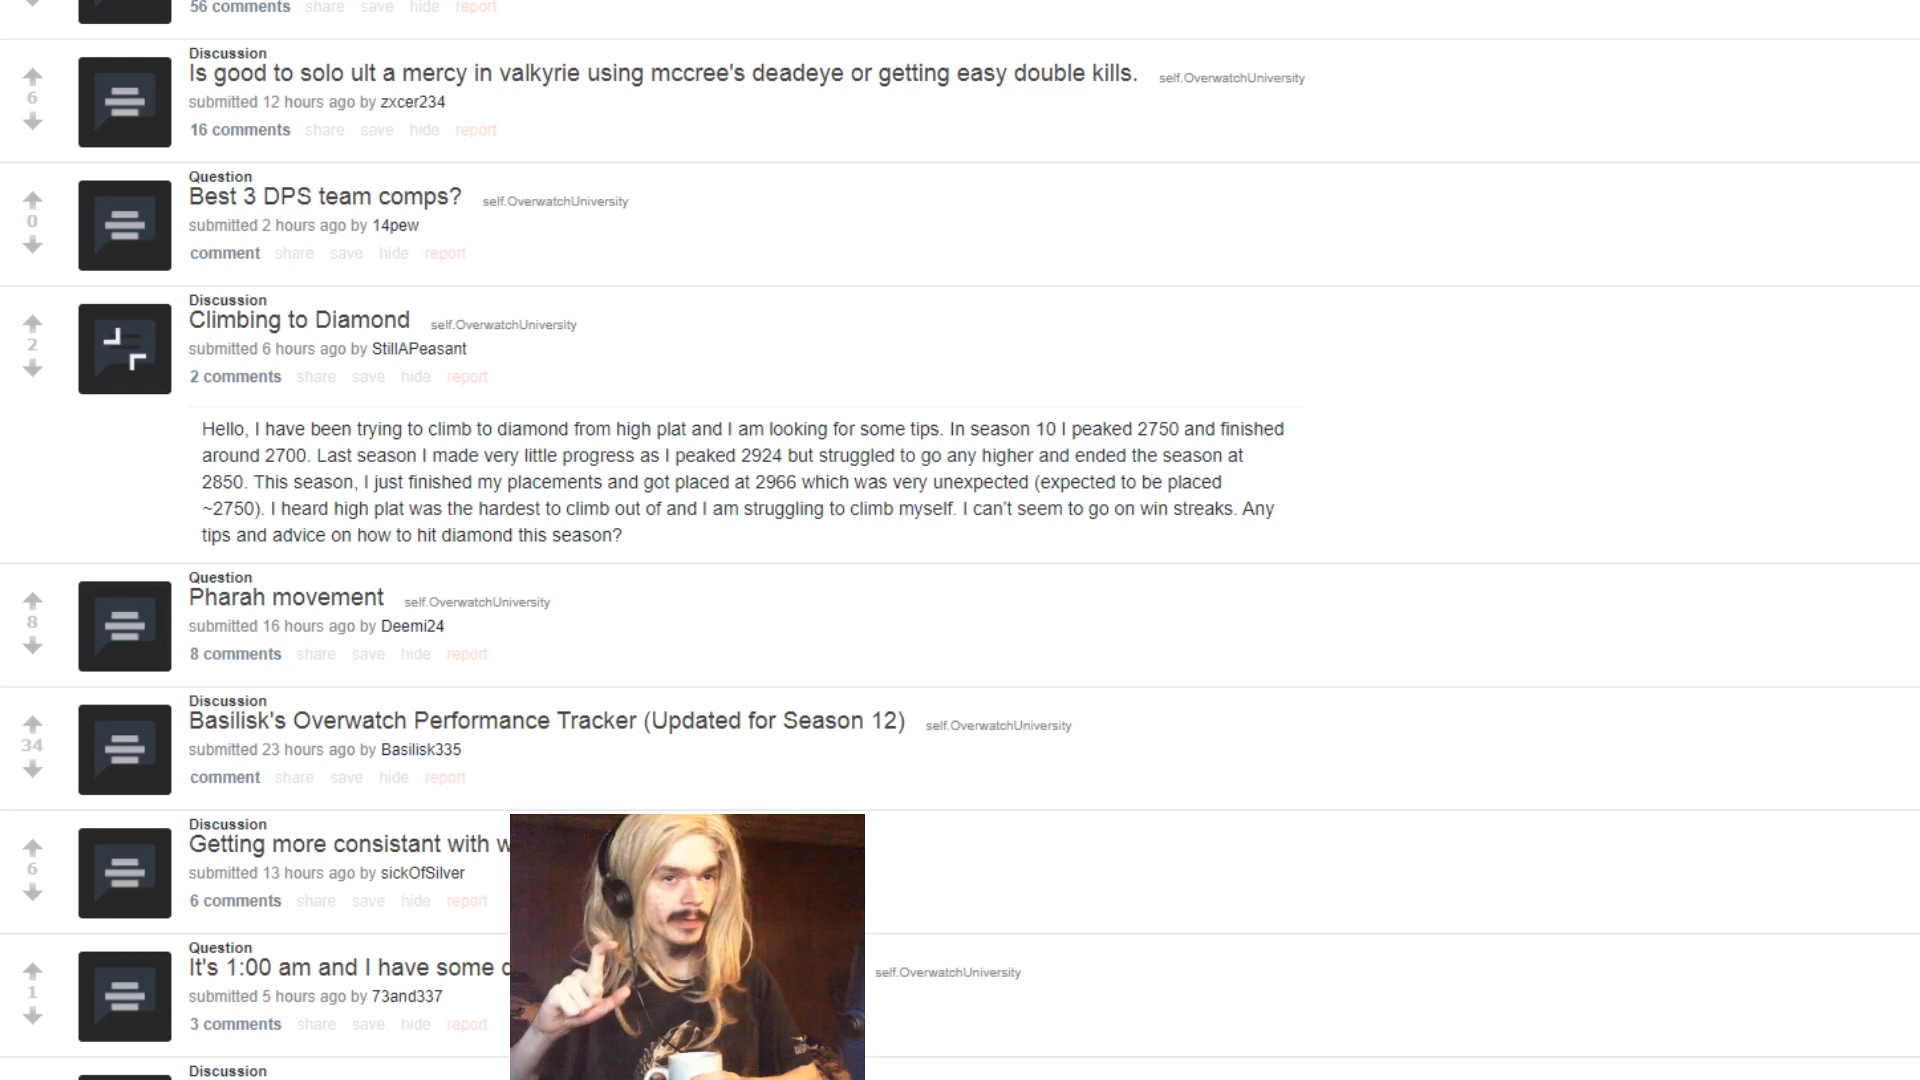 56 comments share save hide report
Discussion
Is good to solo ult a mercy in valkyrie using mccree's deadeye or getting easy double kills. self.OverwatchUniversity
6
submitted 12 hours ago by zxcer234
16 comments share save hide report
Question
Best 3 DPS team comps? self.OverwatchUniversity
0
submitted 2 hours ago by 14pew
comment share save hide report
Discussion
Climbing to Diamond self.OverwatchUniversity
2
submitted 6 hours ago by StillAPeasant
2 comments share save hide report
Hello, I have been trying to climb to diamond from high plat and I am looking for some tips. In season 10 I peaked 2750 and finished
around 2700. Last season I made very little progress as I peaked 2924 but struggled to go any higher and ended the season at
2850. This season, I just finished my placements and got placed at 2966 which was very unexpected (expected to be placed
~2750). I heard high plat was the hardest to climb out of and I am struggling to climb myself. I can't seem to go on win streaks. Any
tips and advice on how to hit diamond this season?
Question
Pharah movement self.OverwatchUniversity
8
submitted 16 hours ago by Deemi24
8 comments share save hide report
Discussion
Basilisk's Overwatch Performance Tracker (Updated for Season 12) self.OverwatchUniversity
34
submitted 23 hours ago by Basilisk335
comment share save hide report
Discussion
Getting more consistant with
6
submitted 13 hours ago by sickOfSilver
6 comments share save hide report
Question
It's 1:00 am and I have some self.OverwatchUniversity
1
submitted 5 hours ago by 73and337
3 comments share save hide report
Discussion